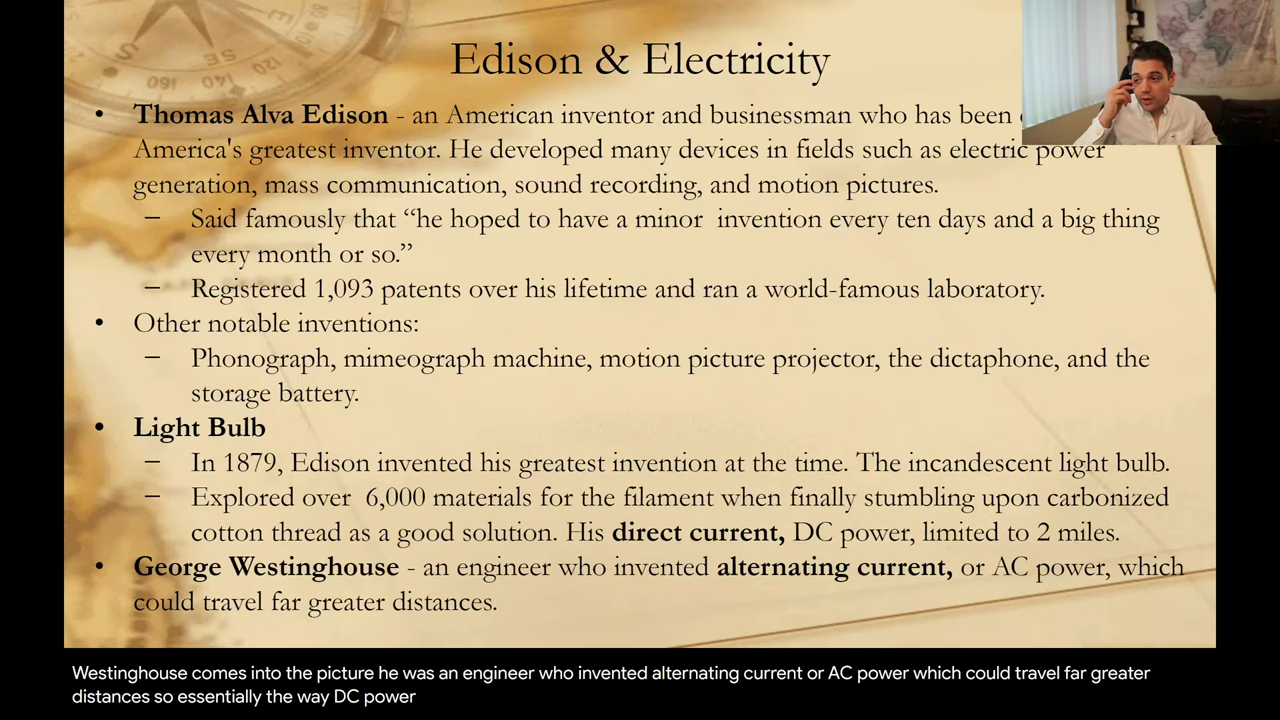 Edison & Electricity
• Thomas Alva Edison - an American inventor and businessman who has been
America's greatest inventor. He developed many devices in fields such as electric power
generation, mass communication, sound recording, and motion pictures.
– Said famously that “he hoped to have a minor invention every ten days and a big thing
every month or so.”
– Registered 1,093 patents over his lifetime and ran a world-famous laboratory.
• Other notable inventions:
– Phonograph, mimeograph machine, motion picture projector, the dictaphone, and the
storage battery.
• Light Bulb
– In 1879, Edison invented his greatest invention at the time. The incandescent light bulb.
– Explored over 6,000 materials for the filament when finally stumbling upon carbonized
cotton thread as a good solution. His direct current, DC power, limited to 2 miles.
• George Westinghouse - an engineer who invented alternating current, or AC power, which
could travel far greater distances.
Westinghouse comes into the picture he was an engineer who invented alternating current or AC power which could travel far greater
distances so essentially the way DC power